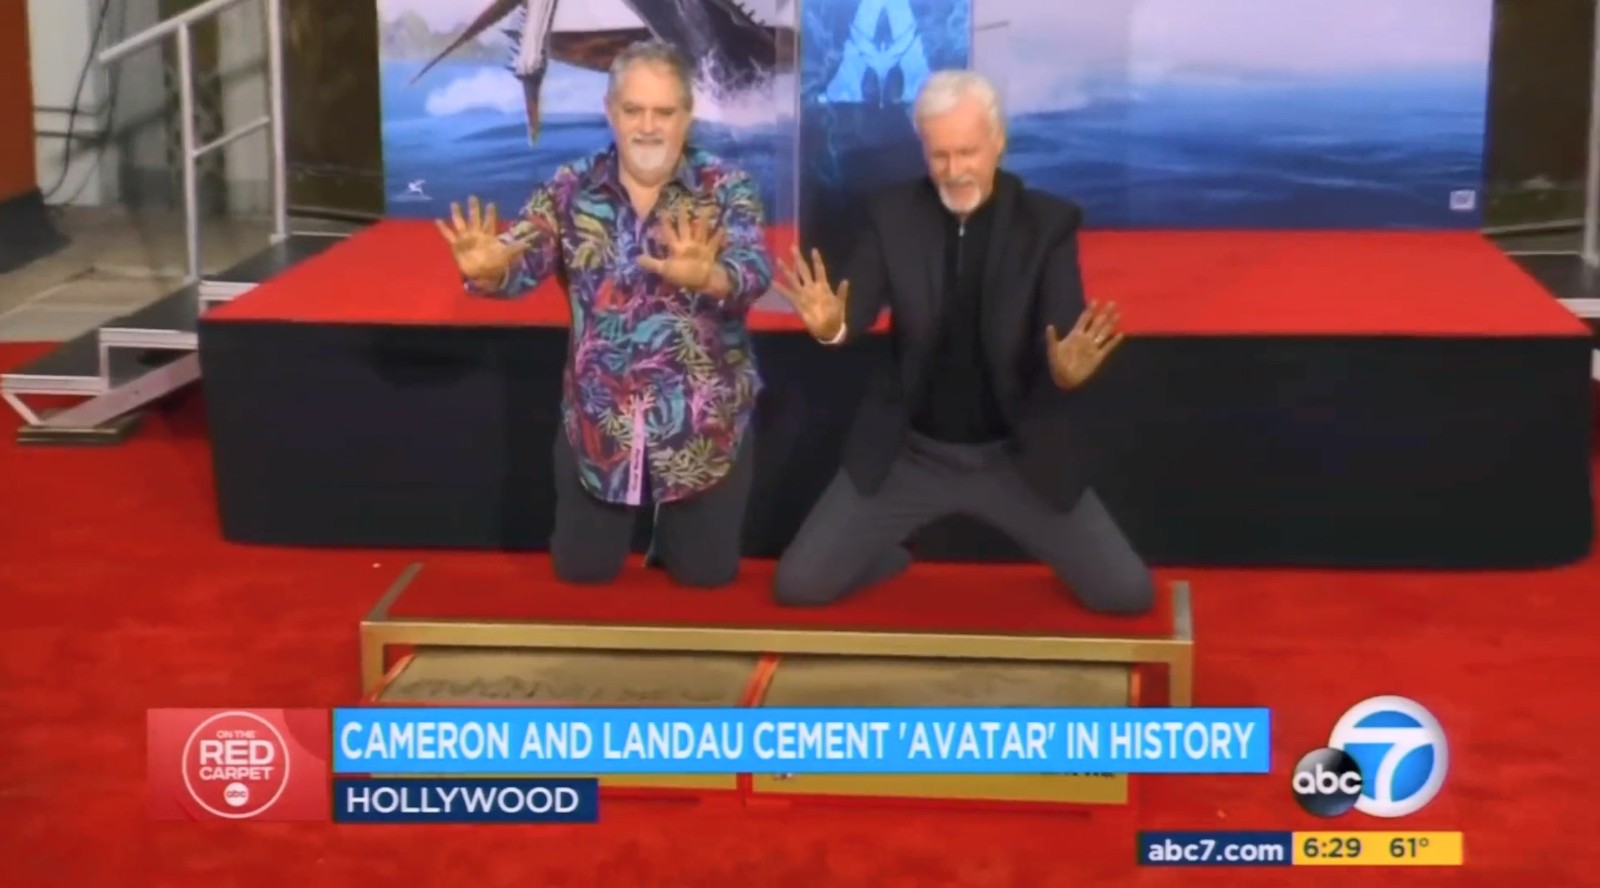 CAMERON AND LANDAU CEMENT 'AVATAR' IN HISTORY
HOLLYWOOD
ON THE
RED
CARPET
abc
abc 7
abc7.com 6:29 61°